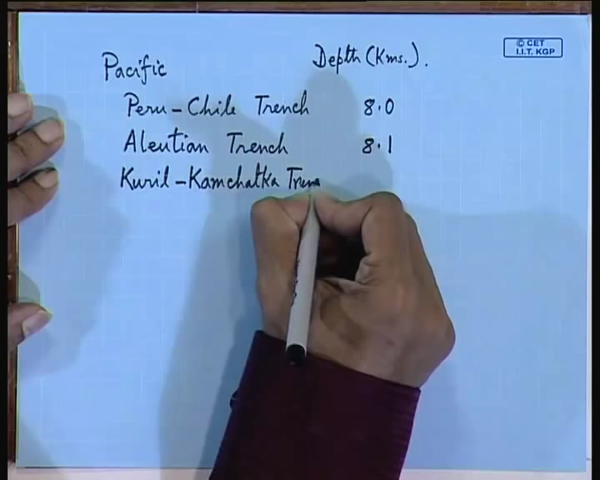 Pacific Depth (Kms.).
Peru-Chile Trench 8.0
Aleutian Trench 8.1
Kuril-Kamchatka
© CET
I.I.T. KGP